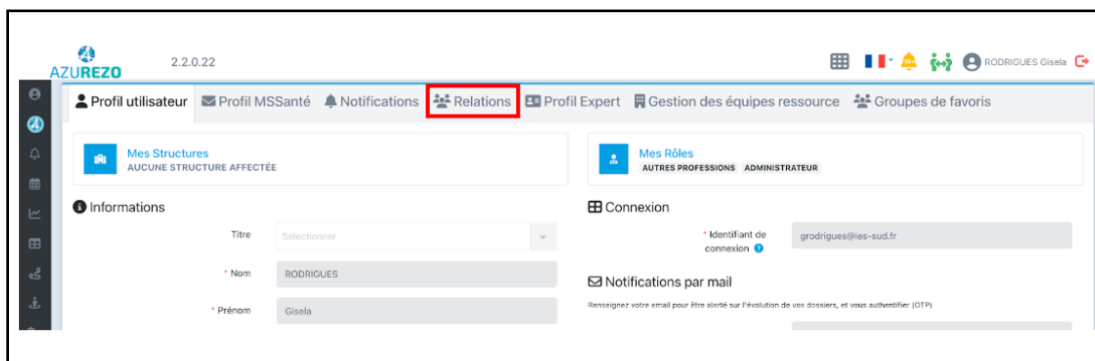 AZUREZO
2.2.0.22
RODRIGUES Gisela
Profil utilisateur
Profil MSSanté
Notifications
Relations
Profil Expert
Gestion des équipes ressource
Groupes de favoris
Mes Structures
AUCUNE STRUCTURE AFFECTÉE
Mes Rôles
AUTRES PROFESSIONS ADMINISTRATEUR
Informations
Titre
Sélectionner
* Nom
RODRIGUES
* Prénom
Gisela
Connexion
* Identifiant de
connexion
grodrigues@ies-sud.fr
Notifications par mail
Renseignez votre email pour être alerté sur l'évolution de vos dossiers, et vous authentifier (OTP)